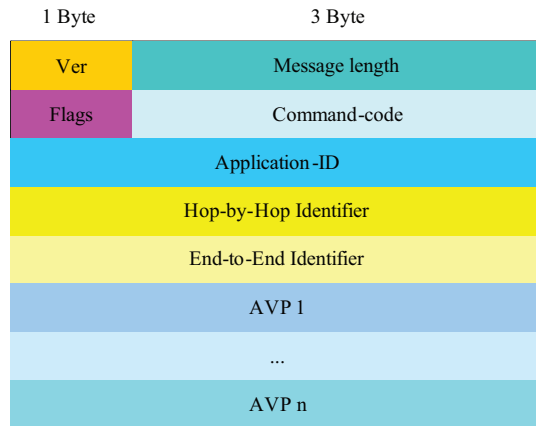 1 Byte 3 Byte
Ver Message length
Flags Command-code
Application-ID
Hop-by-Hop Identifier
End-to-End Identifier
AVP 1
...
AVP n